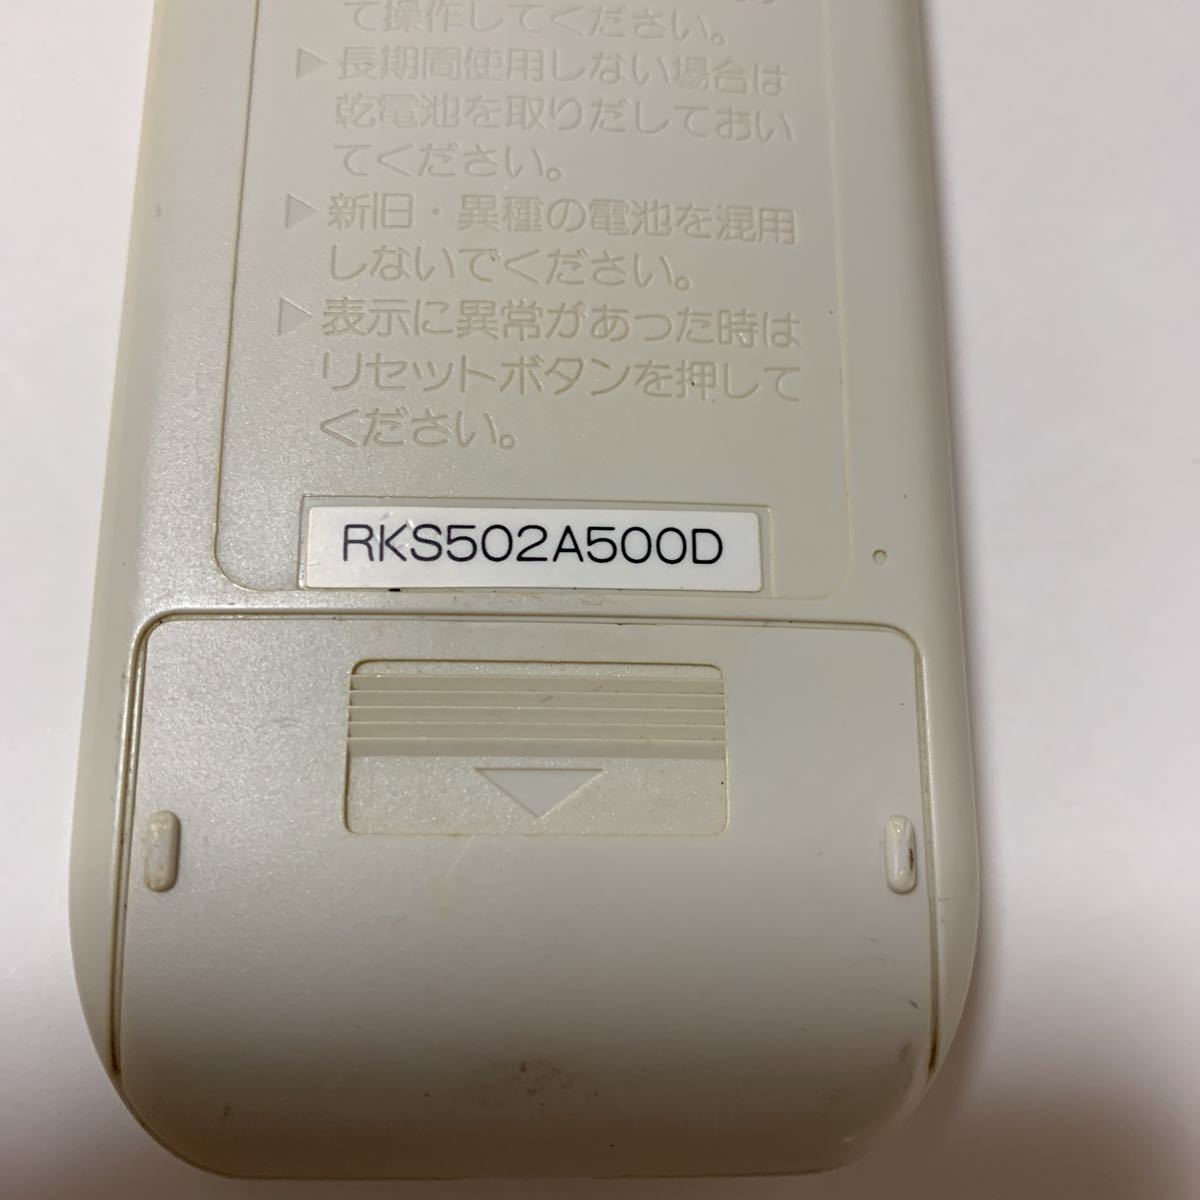 て操作してください。
▷長期間使用しない場合は
乾電池を取りだしておい
てください。
▷新旧・異種の電池を混用
しないでください。
▷表示に異常があった時は
リセットボタンを押して
ください。
RKS502A500D